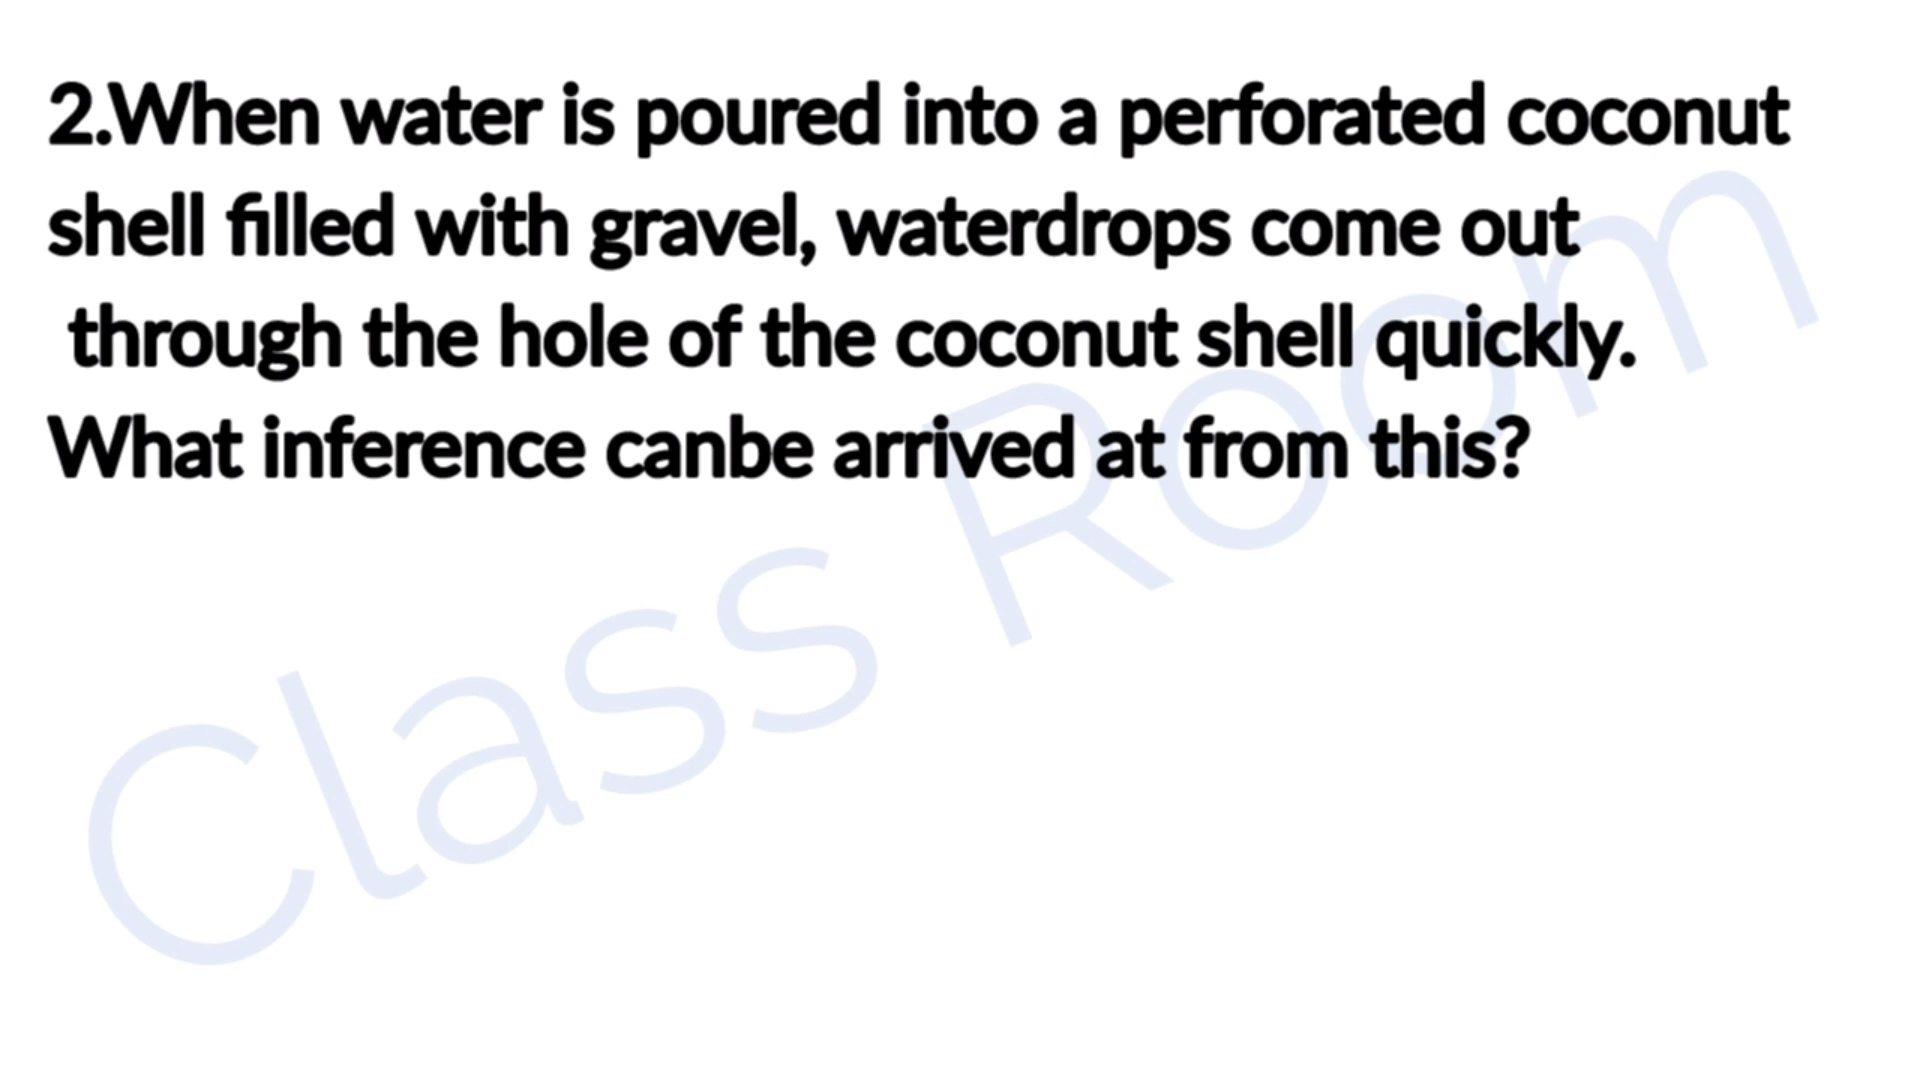 2.When water is poured into a perforated coconut
shell filled with gravel, waterdrops come out
through the hole of the coconut shell quickly.
What inference canbe arrived at from this?
Class Room